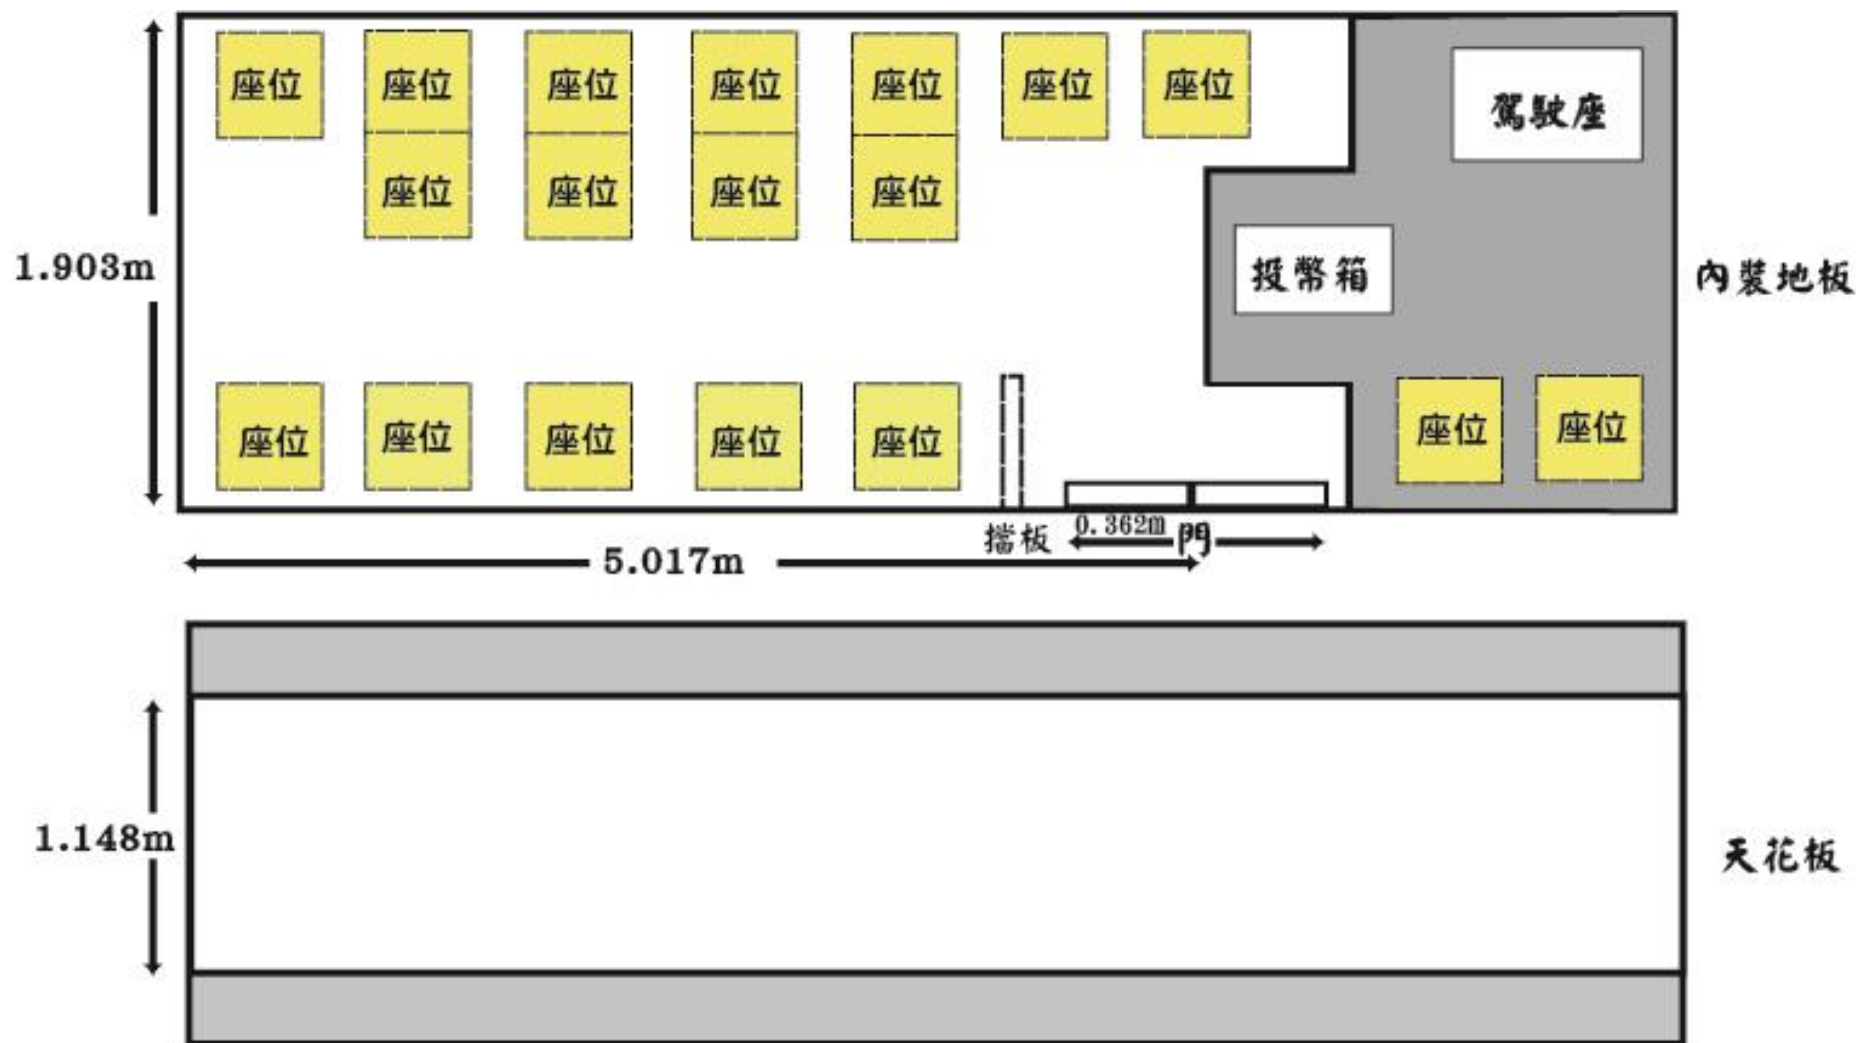 座位 座位 座位 座位 座位 座位 座位
駕駛座
座位 座位 座位 座位
1.903m
投幣箱
內裝地板
座位 座位 座位 座位 座位
座位 座位
擋板
0.362m 門
5.017m
1.148m
天花板